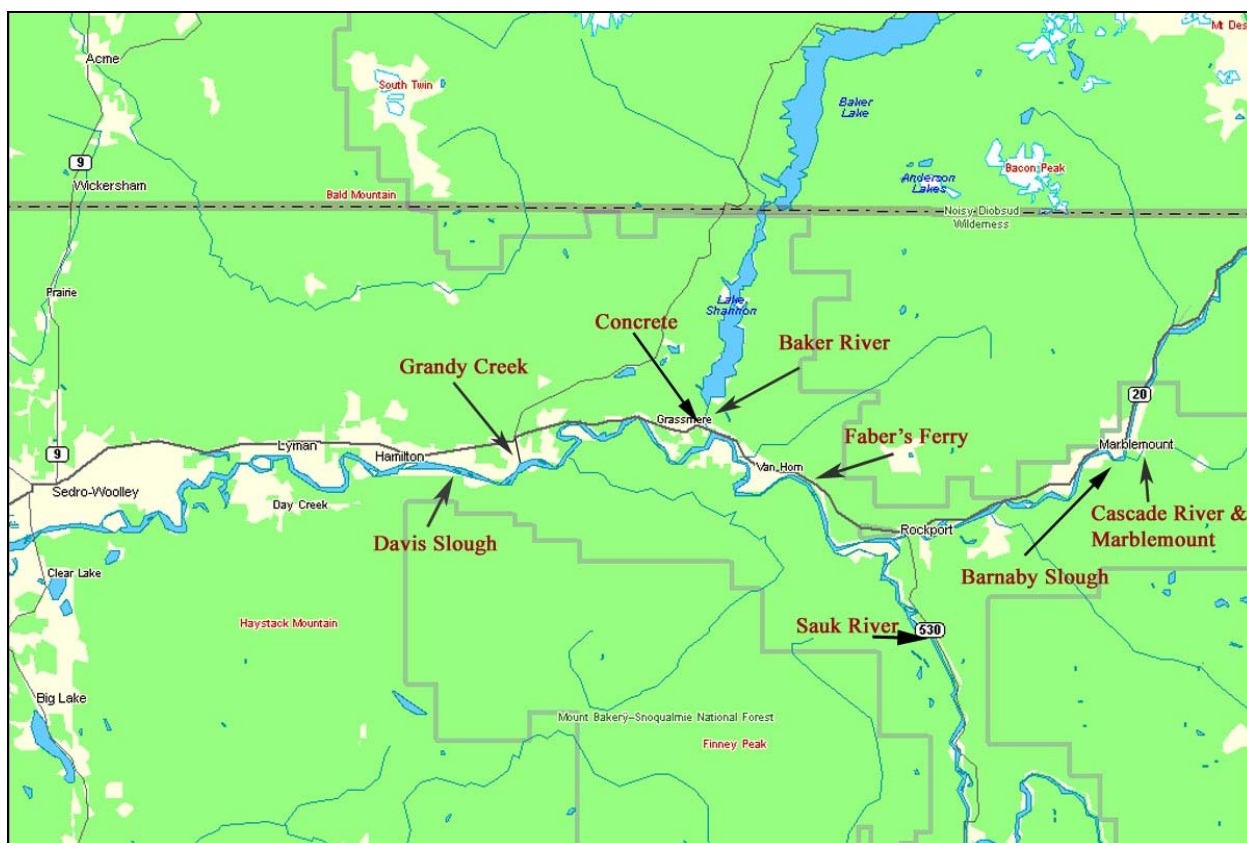 Mt Des
Acme
South Twin
Baker
Lake
9
Bacon Peak
Anderson
Lakes
Wickersham
Bald Mountain
Noisy Diobsud
Wilderness
Prairie
Lake
Shannon
Concrete
Baker River
Grandy Creek
20
Grassmere
Faber's Ferry
Marblemount
Lyman
Hamilton
9
Van Horn
Sedro-Woolley
Day Creek
Rockport
Cascade River &
Marblemount
Davis Slough
Barnaby Slough
Clear Lake
Haystack Mountain
Sauk River
530
Big Lake
Mount Bakerÿ-Snoqualmie National Forest
Finney Peak